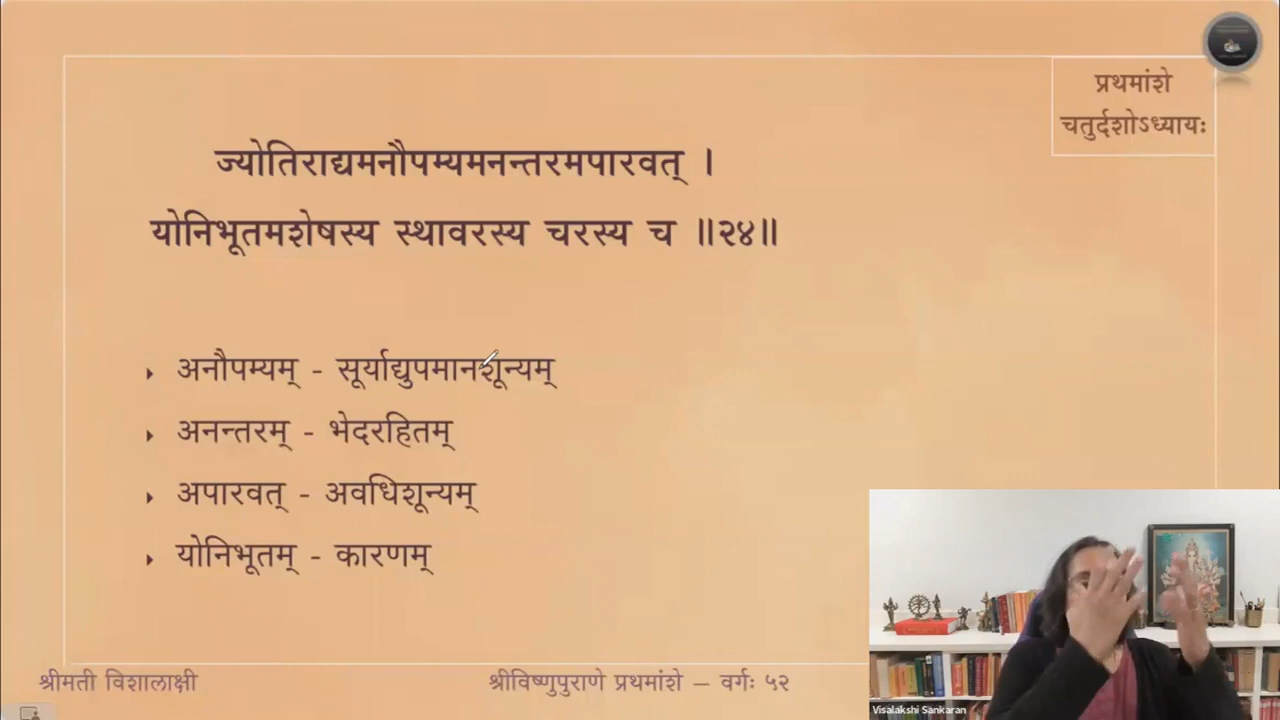 प्रथमांशे
चतुर्दशोऽध्यायः
ज्योतिराद्यमनौपम्यमनन्तरमपारवत् ।
योनिभूतमशेषस्य स्थावरस्य चरस्य च ॥२४॥
अनौपम्यम् - सूर्याद्युपमानशून्यम्
अनन्तरम् - भेदरहितम्
अपारवत् - अवधिशून्यम्
योनिभूतम् - कारणम्
श्रीमती विशालाक्षी
श्रीविष्णुपुराणे प्रथमांशे – वर्गः ५२
Visalakshi Sankaran